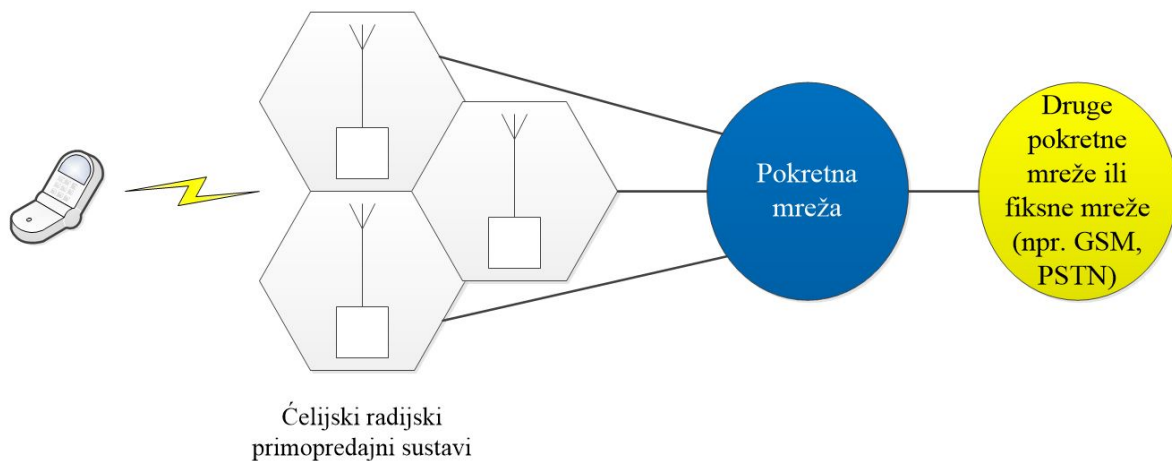 Ćelijski radijski
primopredajni sustavi
Pokretna
mreža
Druge
pokretne
mreže ili
fiksne mreže
(npr. GSM,
PSTN)